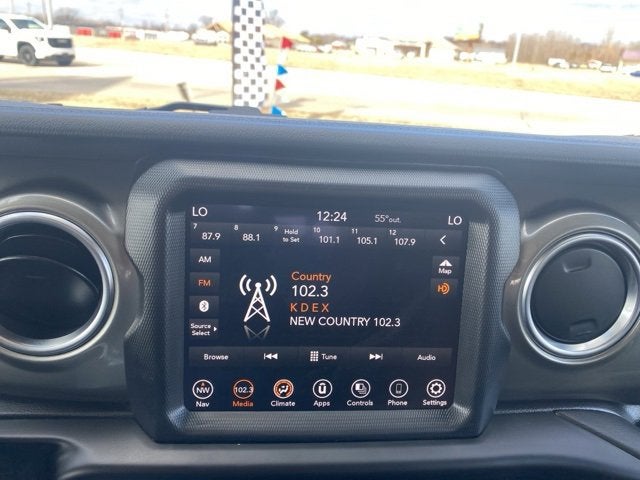 LO 12:24 55°out. LO
7 87.9 8 88.1 9 Hold to Set 10 101.1 11 105.1 12 107.9
AM
FM
Source Select
Country
102.3
KDEX
NEW COUNTRY 102.3
Map
HD
Browse Tune Audio
NW 102.3
Nav Media Climate Apps Controls Phone Settings